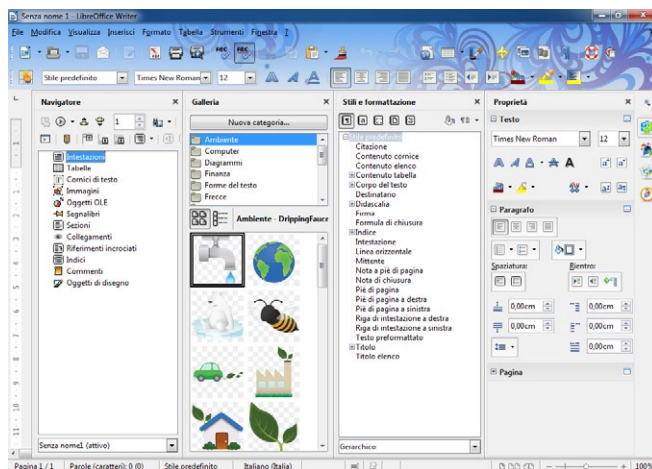 Senza nome 1 - LibreOffice Writer
File Modifica Visualizza Inserisci Formato Tabella Strumenti Finestra ?
ABC ABC
Stile predefinito Times New Roman 12
Navigatore
1
Intestazioni
Tabelle
Cornici di testo
Immagini
Oggetti OLE
Segnalibri
Sezioni
Collegamenti
Riferimenti incrociati
Indici
Commenti
Oggetti di disegno
Senza nome1 (attivo)
Galleria
Nuova categoria...
Ambiente
Computer
Diagrammi
Finanza
Forme del testo
Frecce
Ambiente - DrippingFauce
Stili e formattazione
Stile predefinito
Citazione
Contenuto cornice
Contenuto elenco
Contenuto tabella
Corpo del testo
Destinatario
Didascalia
Firma
Formula di chiusura
Indice
Intestazione
Linea orizzontale
Mittente
Nota a piè di pagina
Nota di chiusura
Piè di pagina
Piè di pagina a destra
Piè di pagina a sinistra
Riga di intestazione a destra
Riga di intestazione a sinistra
Testo preformattato
Titolo
Titolo elenco
Gerarchico
Proprietà
Testo
Times New Roman 12
Paragrafo
Spaziatura: Rientro:
0,00cm 0,00cm
0,00cm 0,00cm
0,00cm
Pagina
Pagina 1 / 1 Parole (caratteri): 0 (0) Stile predefinito Italiano (Italia) 100%